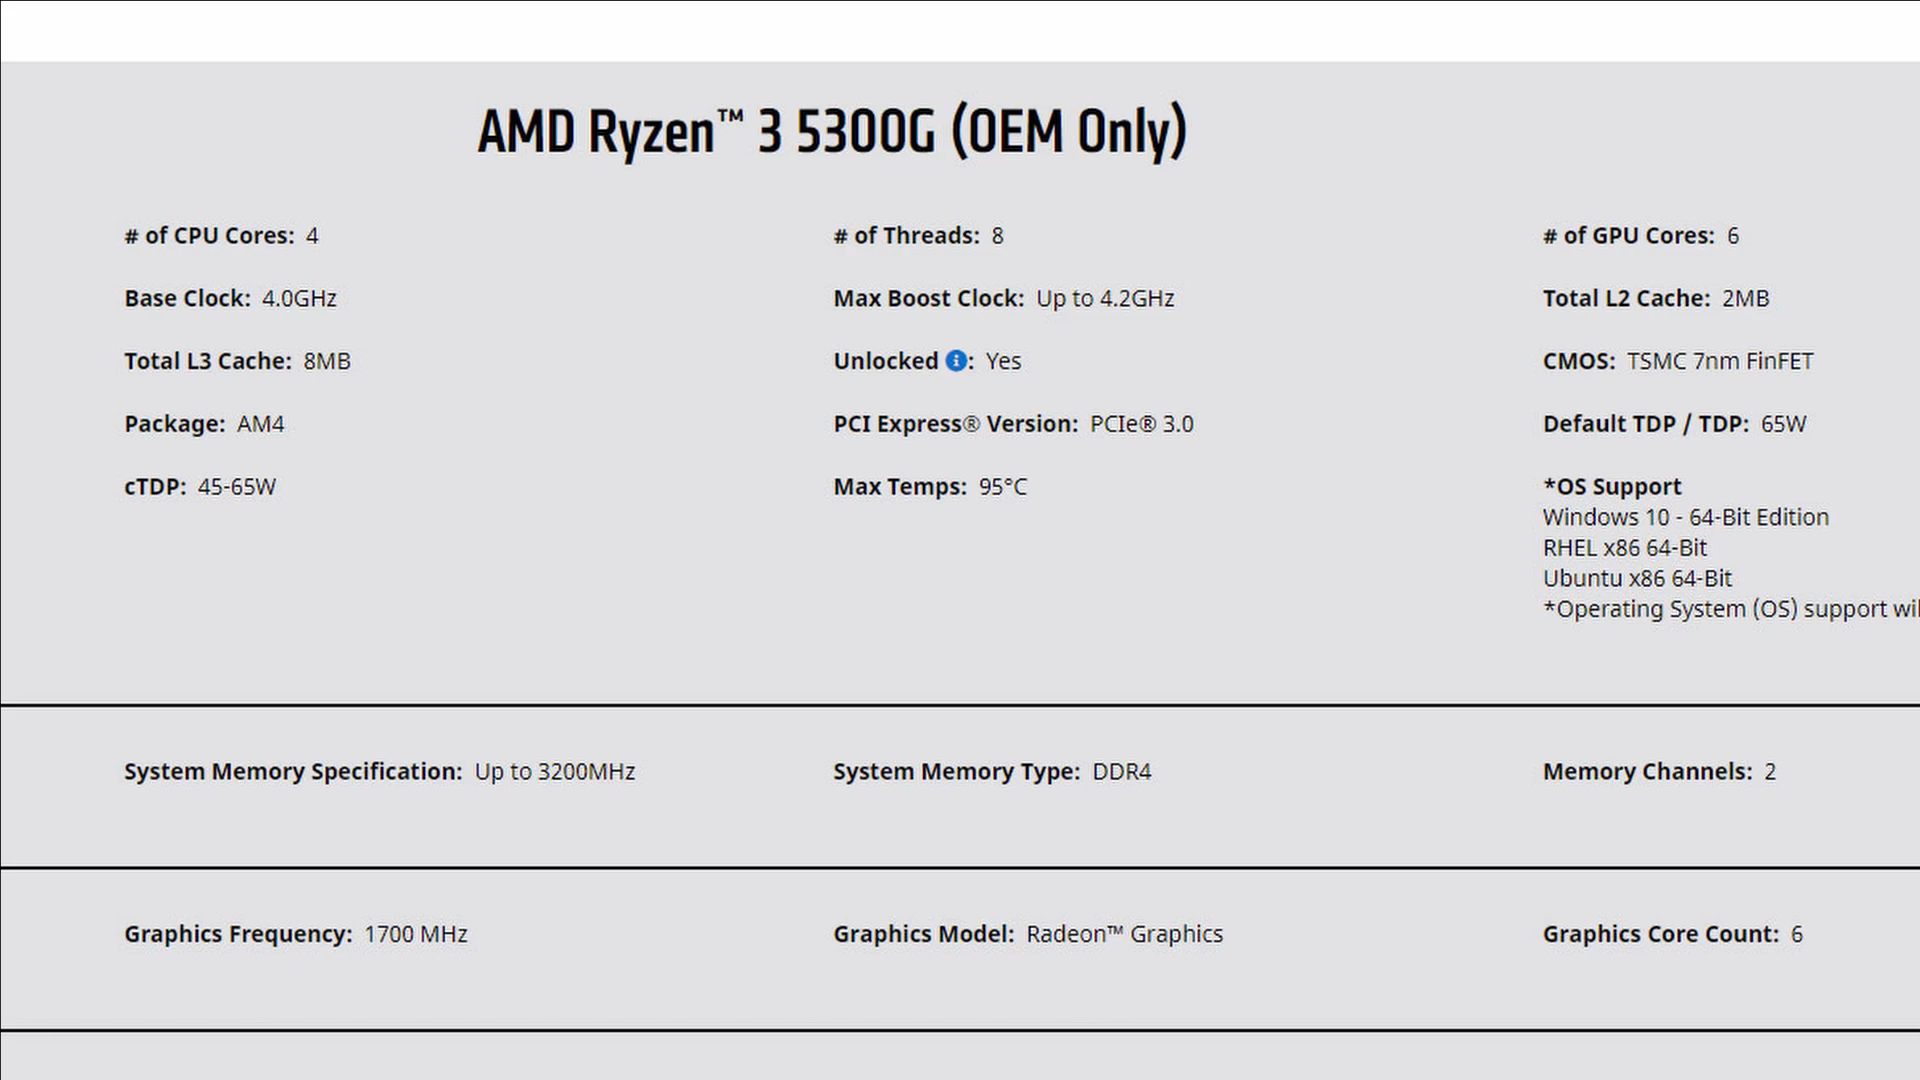 AMD Ryzen™ 3 5300G (OEM Only)
# of CPU Cores: 4
# of Threads: 8
# of GPU Cores: 6
Base Clock: 4.0GHz
Max Boost Clock: Up to 4.2GHz
Total L2 Cache: 2MB
Total L3 Cache: 8MB
Unlocked : Yes
CMOS: TSMC 7nm FinFET
Package: AM4
PCI Express® Version: PCIe® 3.0
Default TDP / TDP: 65W
cTDP: 45-65W
Max Temps: 95°C
*OS Support
Windows 10 - 64-Bit Edition
RHEL x86 64-Bit
Ubuntu x86 64-Bit
*Operating System (OS) support
System Memory Specification: Up to 3200MHz
System Memory Type: DDR4
Memory Channels: 2
Graphics Frequency: 1700 MHz
Graphics Model: Radeon™ Graphics
Graphics Core Count: 6